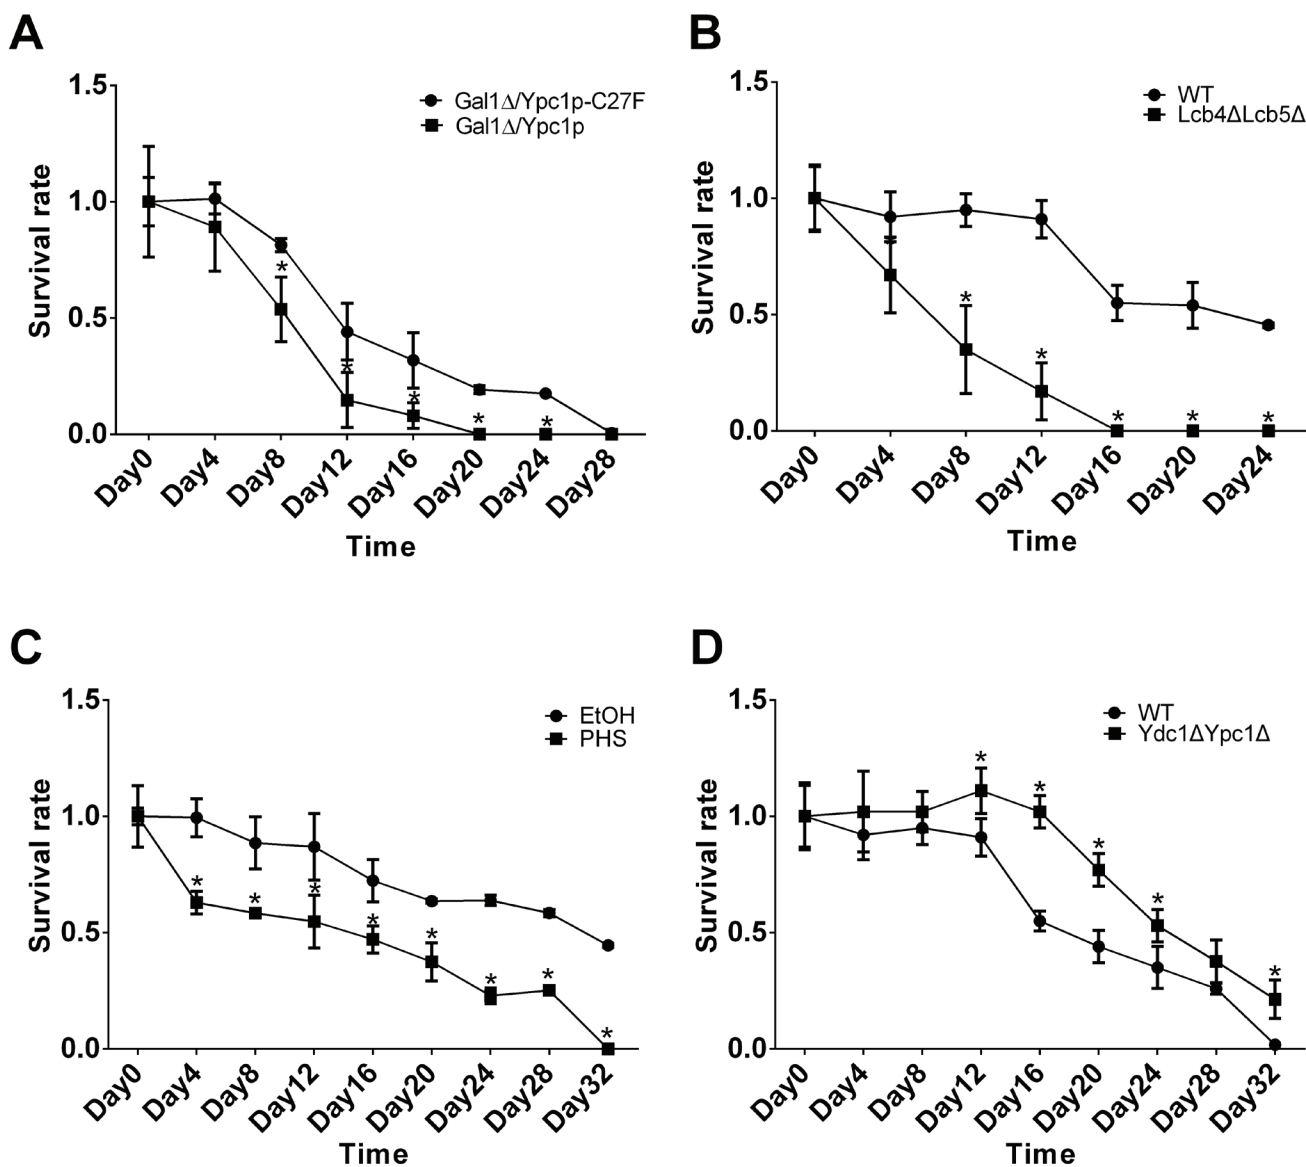 A
Gal1Δ/Ypc1p-C27F
Gal1Δ/Ypc1p
1.5
1.0
0.5
0.0
Survival rate
* * * * *
Day0 Day4 Day8 Day12 Day16 Day20 Day24 Day28
Time
B
WT
Lcb4ΔLcb5Δ
1.5
1.0
0.5
0.0
Survival rate
* * * * *
Day0 Day4 Day8 Day12 Day16 Day20 Day24
Time
C
EtOH
PHS
1.5
1.0
0.5
0.0
Survival rate
* * * * * * * *
Day0 Day4 Day8 Day12 Day16 Day20 Day24 Day28 Day32
Time
D
WT
Ydc1ΔYpc1Δ
1.5
1.0
0.5
0.0
Survival rate
* * * * *
Day0 Day4 Day8 Day12 Day16 Day20 Day24 Day28 Day32
Time